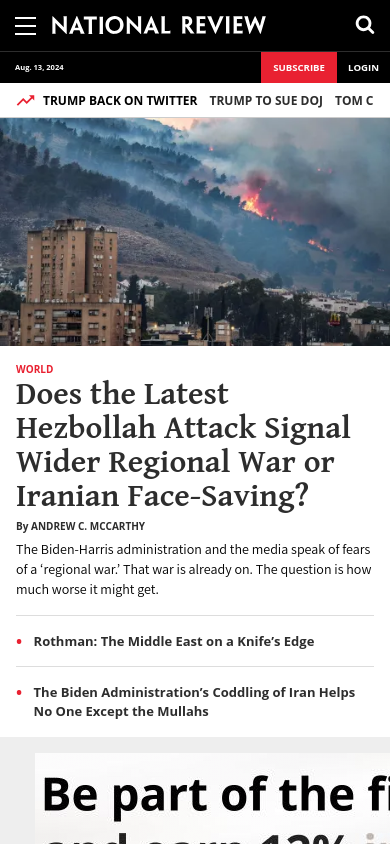 NATIONAL REVIEW
Aug. 13, 2024
SUBSCRIBE
LOGIN
TRUMP BACK ON TWITTER TRUMP TO SUE DOJ TOM C
WORLD
Does the Latest
Hezbollah Attack Signal
Wider Regional War or
Iranian Face-Saving?
By ANDREW C. MCCARTHY
The Biden-Harris administration and the media speak of fears
of a ‘regional war.’ That war is already on. The question is how
much worse it might get.
• Rothman: The Middle East on a Knife’s Edge
• The Biden Administration’s Coddling of Iran Helps
No One Except the Mullahs
Be part of the fi
and earn 12% i